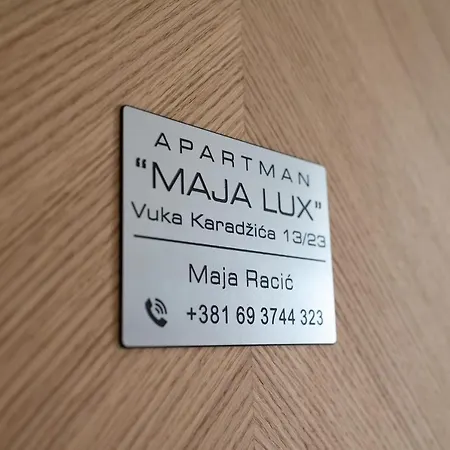 APARTMAN
"MAJA LUX"
Vuka Karadžića 13/23
Maja Racić
+381 69 3744 323